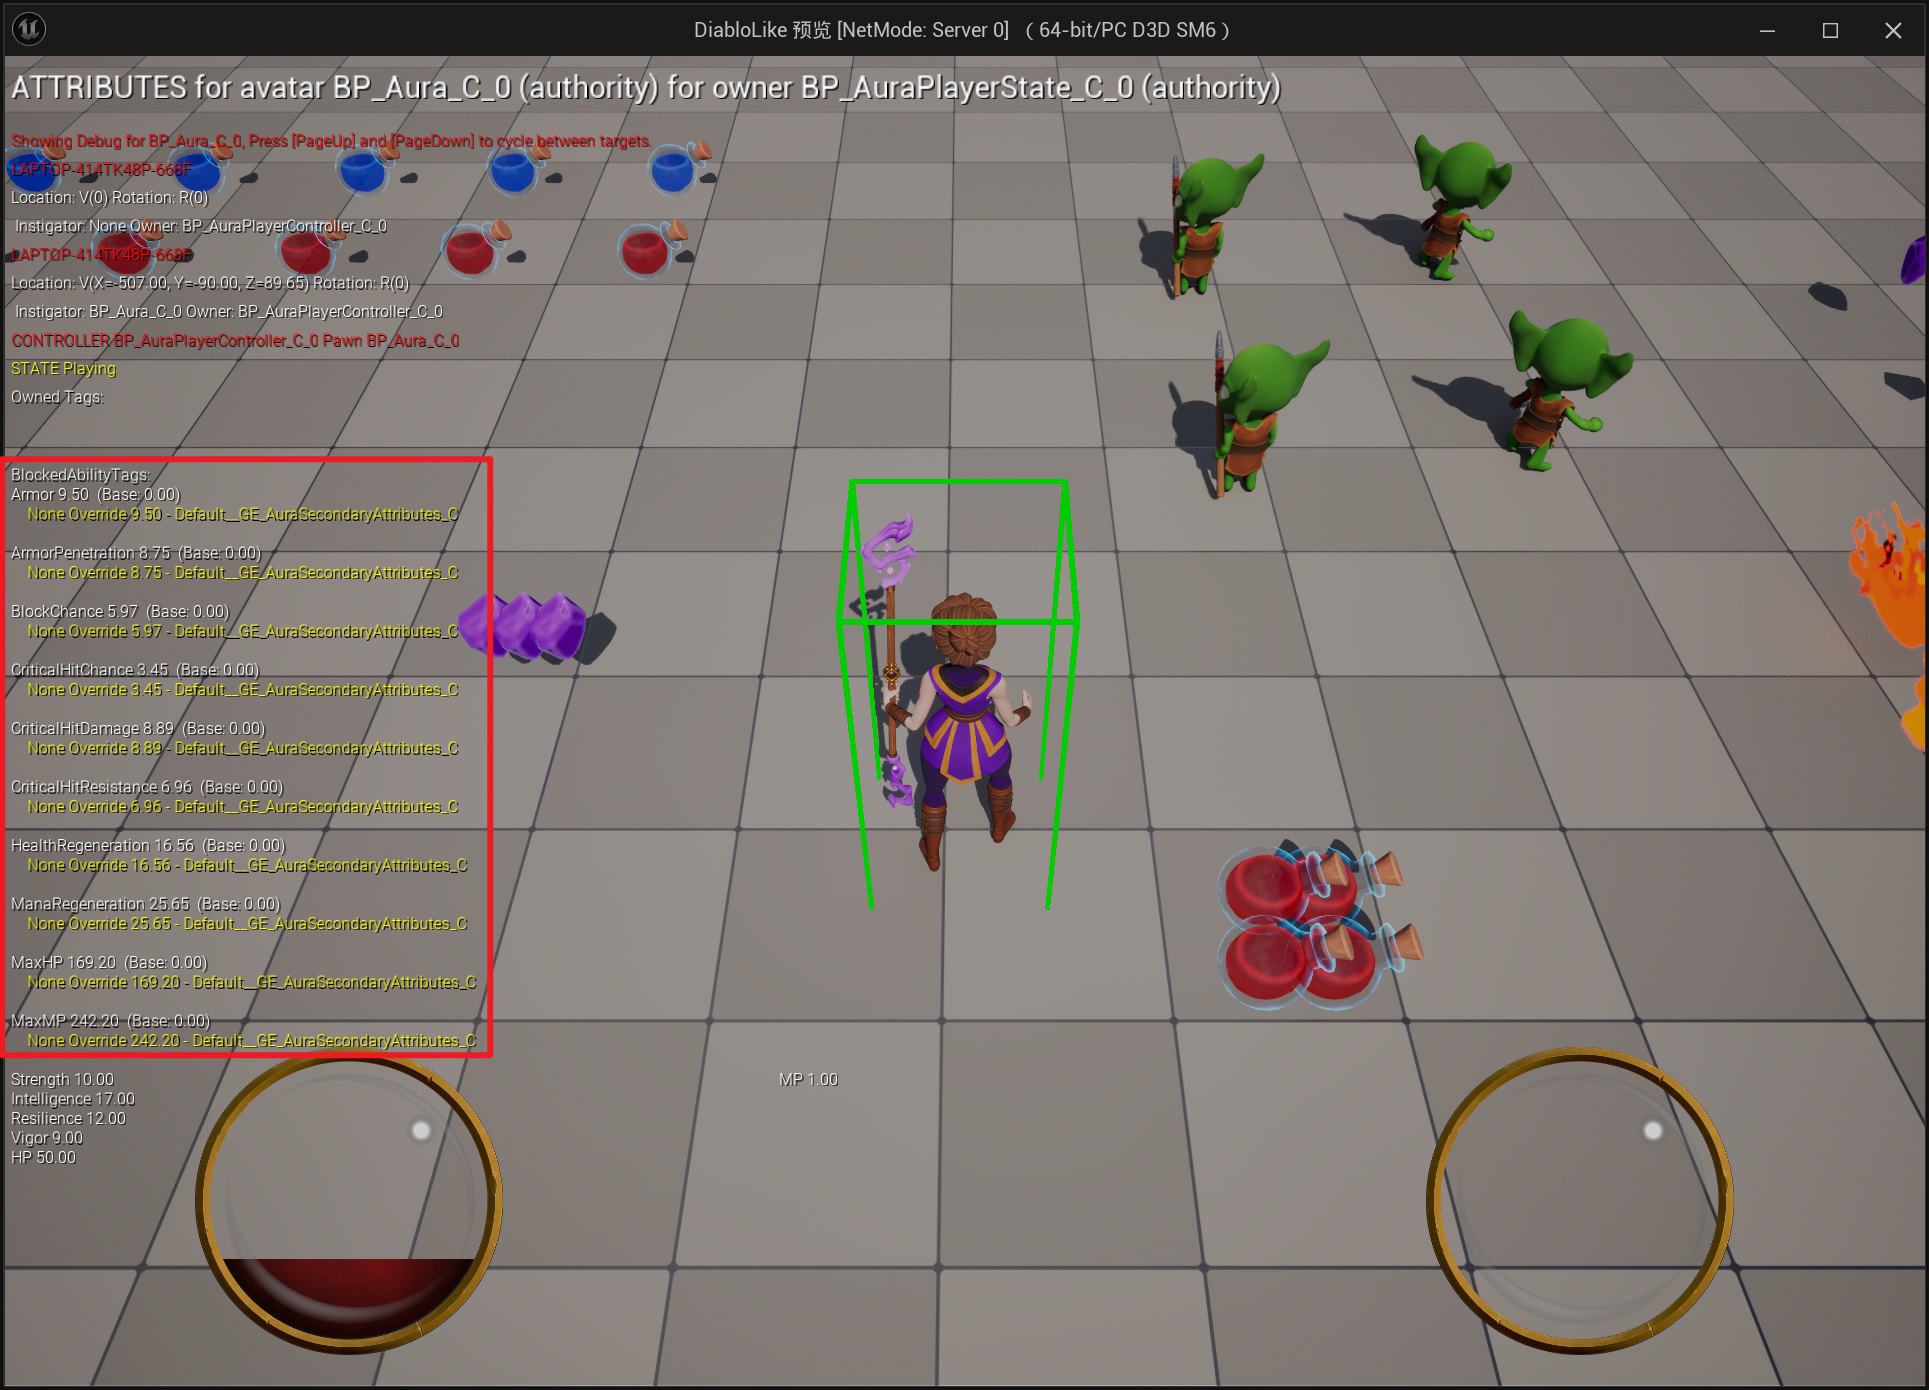 DiabloLike 预览 [NetMode: Server 0] （64-bit/PC D3D SM6）
ATTRIBUTES for avatar BP_Aura_C_0 (authority) for owner BP_AuraPlayerState_C_0 (authority)
Showing Debug for BP_Aura_C_0, Press [PageUp] and [PageDown] to cycle between targets.
LAPTOP-414TK48P-668F
Location: V(0) Rotation: R(0)
Instigator: None Owner: BP_AuraPlayerController_C_0
LAPTOP-414TK48P-668F
Location: V(X=-507.00, Y=-90.00, Z=89.65) Rotation: R(0)
Instigator: BP_Aura_C_0 Owner: BP_AuraPlayerController_C_0
CONTROLLER BP_AuraPlayerController_C_0 Pawn BP_Aura_C_0
STATE Playing
Owned Tags:
BlockedAbilityTags:
Armor 9.50 (Base: 0.00)
None Override 9.50 - Default__GE_AuraSecondaryAttributes_C
ArmorPenetration 8.75 (Base: 0.00)
None Override 8.75 - Default__GE_AuraSecondaryAttributes_C
BlockChance 5.97 (Base: 0.00)
None Override 5.97 - Default__GE_AuraSecondaryAttributes_C
CriticalHitChance 3.45 (Base: 0.00)
None Override 3.45 - Default__GE_AuraSecondaryAttributes_C
CriticalHitDamage 8.89 (Base: 0.00)
None Override 8.89 - Default__GE_AuraSecondaryAttributes_C
CriticalHitResistance 6.96 (Base: 0.00)
None Override 6.96 - Default__GE_AuraSecondaryAttributes_C
HealthRegeneration 16.56 (Base: 0.00)
None Override 16.56 - Default__GE_AuraSecondaryAttributes_C
ManaRegeneration 25.65 (Base: 0.00)
None Override 25.65 - Default__GE_AuraSecondaryAttributes_C
MaxHP 169.20 (Base: 0.00)
None Override 169.20 - Default__GE_AuraSecondaryAttributes_C
MaxMP 242.20 (Base: 0.00)
None Override 242.20 - Default__GE_AuraSecondaryAttributes_C
Strength 10.00
MP 1.00
Intelligence 17.00
Resilience 12.00
Vigor 9.00
HP 50.00